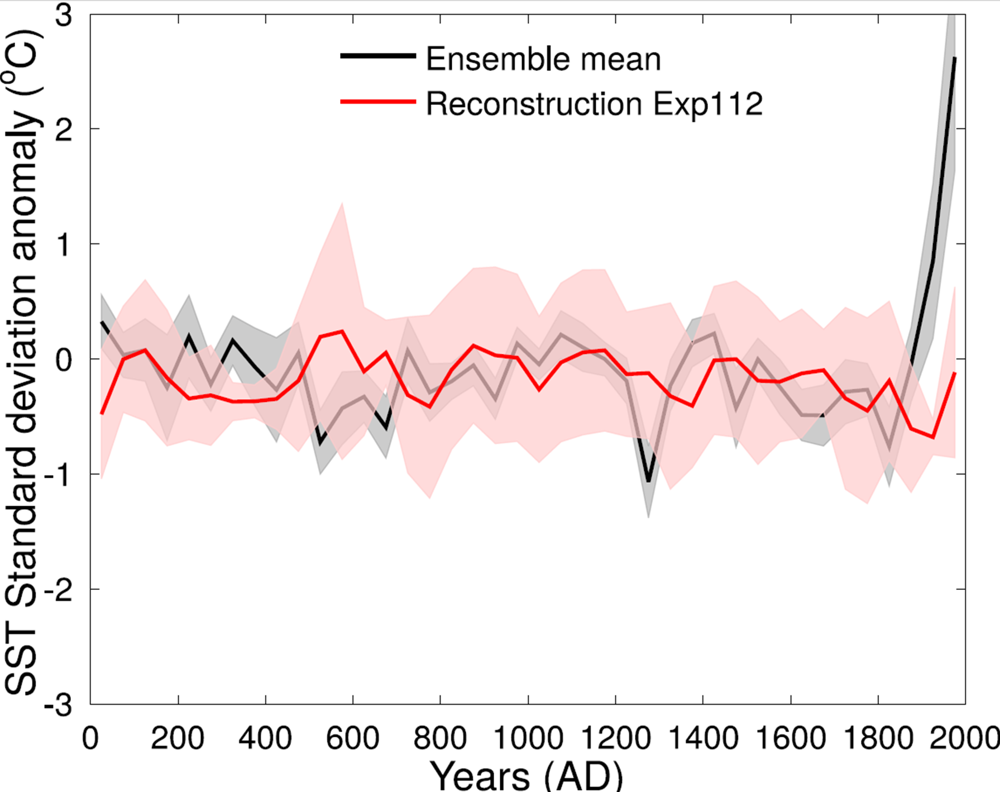 SST Standard deviation anomaly (°C)
3
2
1
0
-1
-2
-3
Ensemble mean
Reconstruction Exp112
0 200 400 600 800 1000 1200 1400 1600 1800 2000
Years (AD)